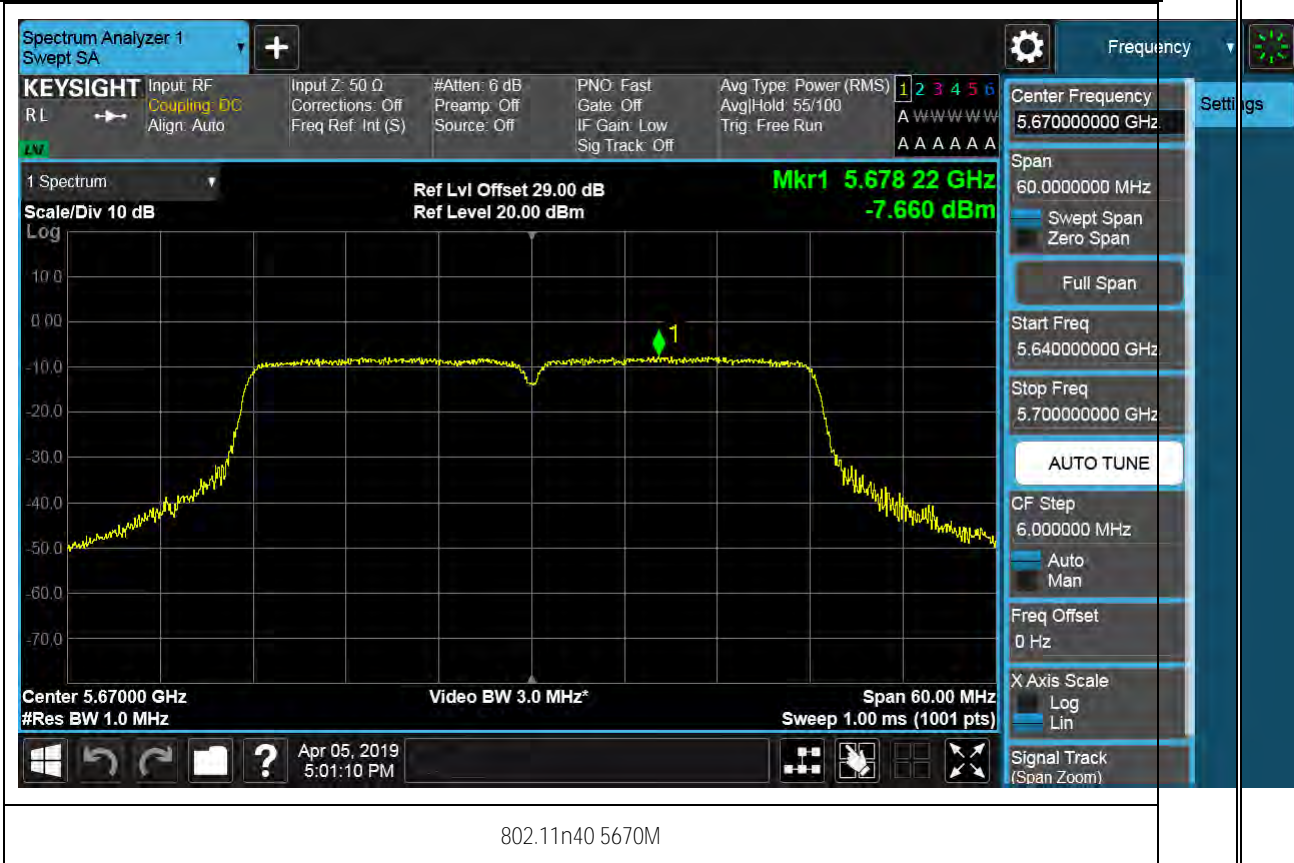 Spectrum Analyzer 1
Swept SA
+
Frequency
KEYSIGHT
R L
Input: RF
Coupling: DC
Align: Auto
Input Z: 50 Ω
Corrections: Off
Freq Ref: Int (S)
#Atten: 6 dB
Preamp: Off
Source: Off
PNO: Fast
Gate: Off
IF Gain: Low
Sig Track: Off
Avg Type: Power (RMS)
Avg|Hold: 55/100
Trig: Free Run
1 2 3 4 5 6
A W W W W W
A A A A A A
1 Spectrum
Scale/Div 10 dB
Log
Ref Lvl Offset 29.00 dB
Ref Level 20.00 dBm
Mkr1 5.678 22 GHz
-7.660 dBm
10.0
0.00
-10.0
-20.0
-30.0
-40.0
-50.0
-60.0
-70.0
1
Center 5.67000 GHz
#Res BW 1.0 MHz
Video BW 3.0 MHz*
Span 60.00 MHz
Sweep 1.00 ms (1001 pts)
?
Apr 05, 2019
5:01:10 PM
Center Frequency
5.670000000 GHz
Settings
Span
60.0000000 MHz
Swept Span
Zero Span
Full Span
Start Freq
5.640000000 GHz
Stop Freq
5.700000000 GHz
AUTO TUNE
CF Step
6.000000 MHz
Auto
Man
Freq Offset
0 Hz
X Axis Scale
Log
Lin
Signal Track
(Span Zoom)
802.11n40 5670M